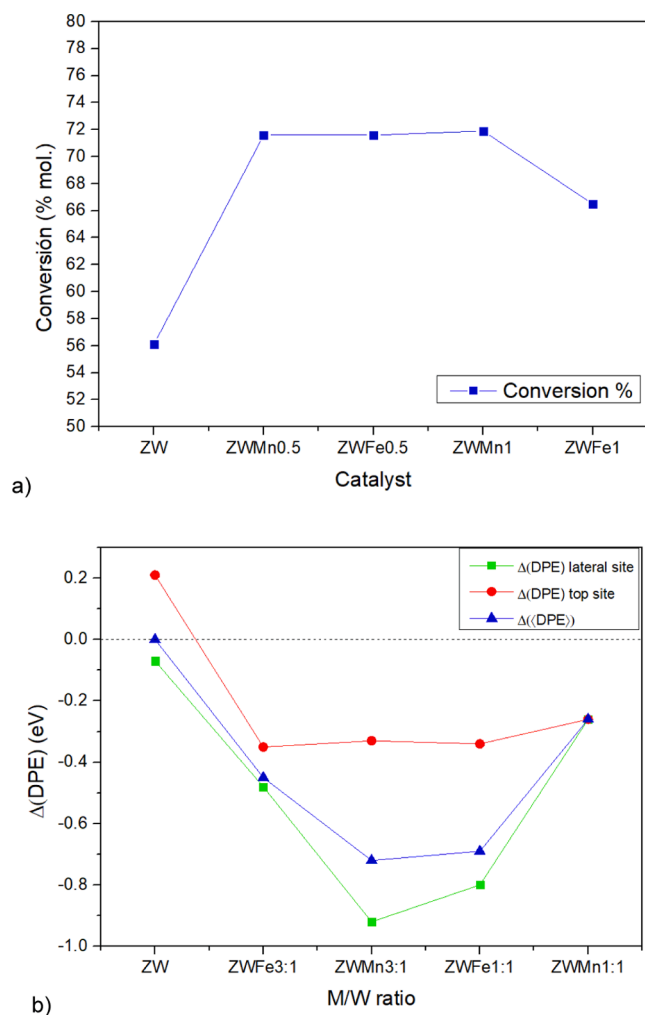 80
78
76
74
72
70
68
66
64
62
60
58
56
54
52
50
Conversión (% mol.)
Conversion %
ZW ZWMn0.5 ZWFe0.5 ZWMn1 ZWFe1
Catalyst
a)
Δ(DPE) lateral site
Δ(DPE) top site
Δ(⟨DPE⟩)
0.2
0.0
-0.2
-0.4
-0.6
-0.8
-1.0
Δ(DPE) (eV)
ZW ZWFe3:1 ZWMn3:1 ZWFe1:1 ZWMn1:1
M/W ratio
b)